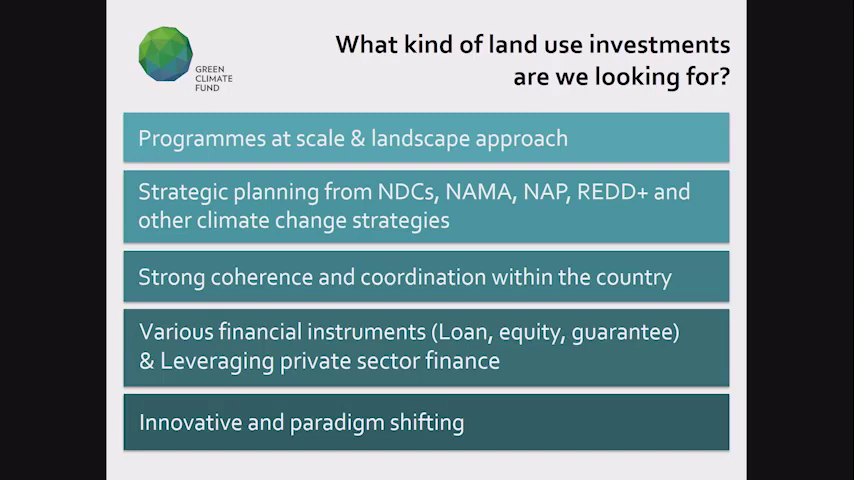 GREEN
CLIMATE
FUND
What kind of land use investments
are we looking for?
Programmes at scale & landscape approach
Strategic planning from NDCs, NAMA, NAP, REDD+ and
other climate change strategies
Strong coherence and coordination within the country
Various financial instruments (Loan, equity, guarantee)
& Leveraging private sector finance
Innovative and paradigm shifting